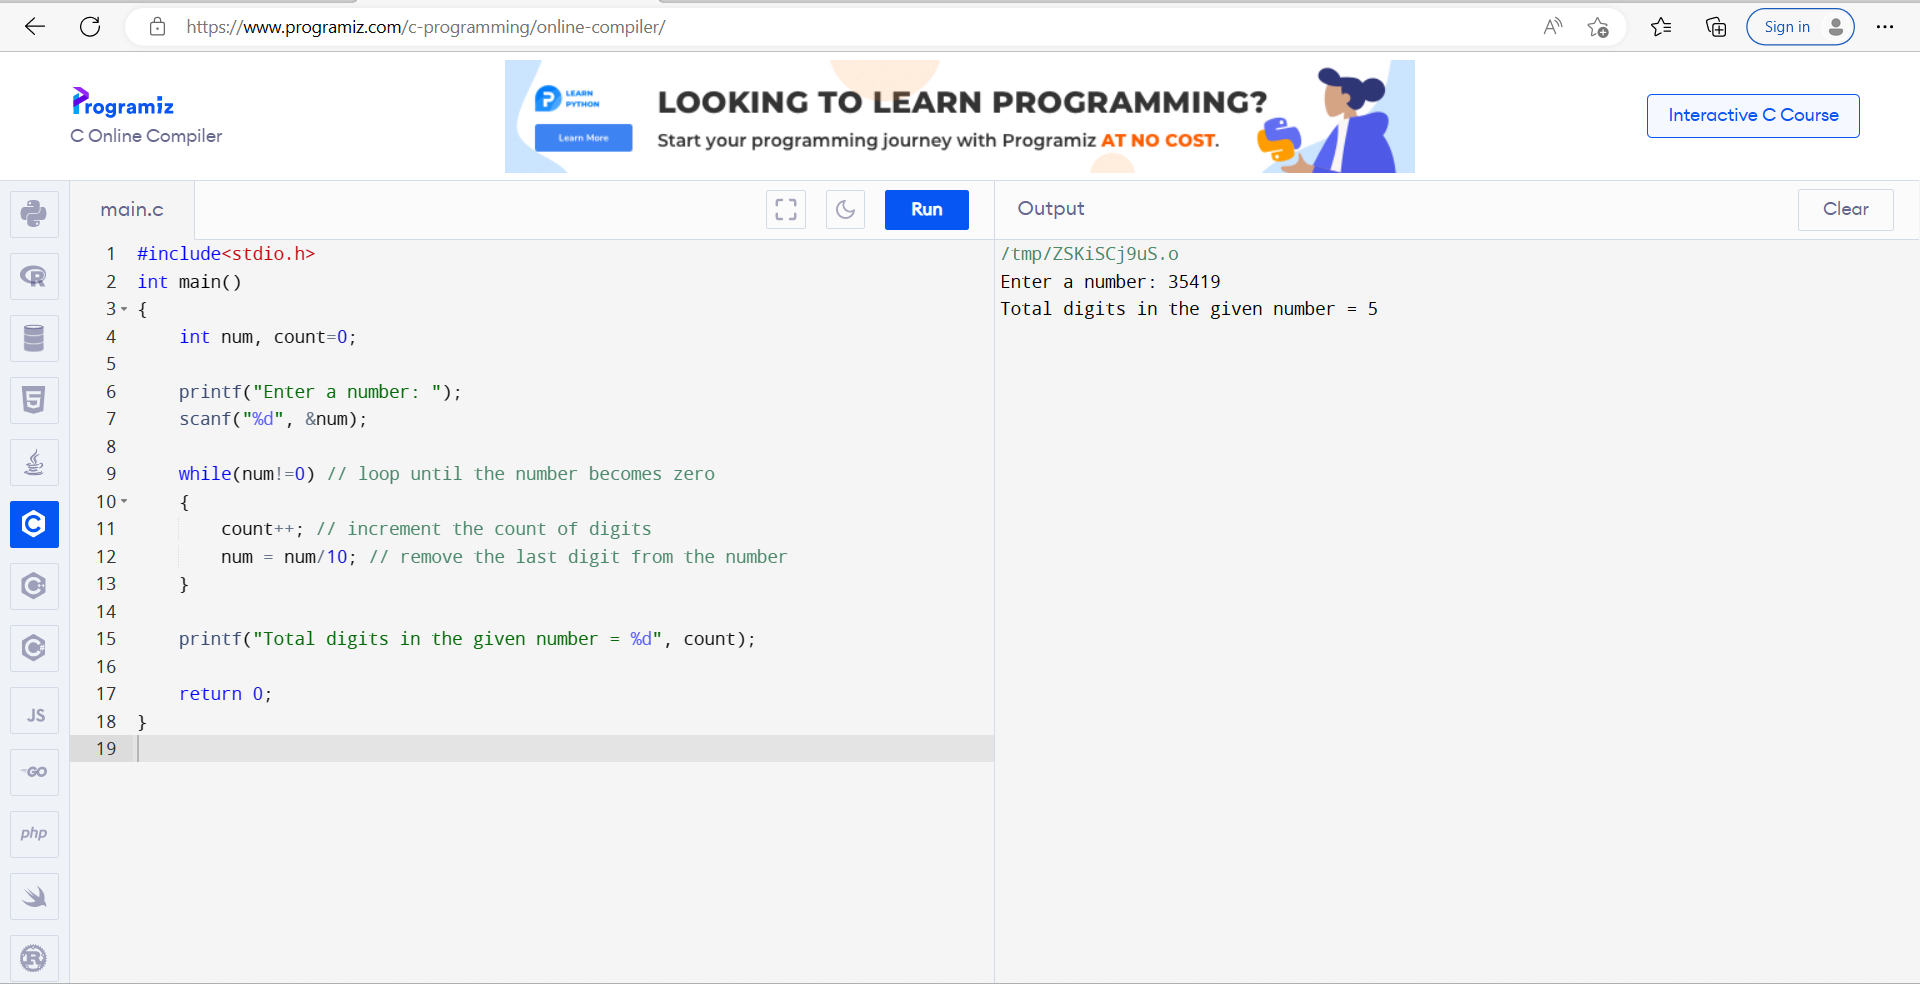 https://www.programiz.com/c-programming/online-compiler/
Sign in
Programiz
C Online Compiler
LEARN
PYTHON
Learn More
LOOKING TO LEARN PROGRAMMING?
Start your programming journey with Programiz AT NO COST.
Interactive C Course
main.c
Run
Output
Clear
1 #include<stdio.h>
2 int main()
3 {
4     int num, count=0;
5
6     printf("Enter a number: ");
7     scanf("%d", &num);
8
9     while(num!=0) // loop until the number becomes zero
10     {
11         count++; // increment the count of digits
12         num = num/10; // remove the last digit from the number
13     }
14
15     printf("Total digits in the given number = %d", count);
16
17     return 0;
18 }
19
/tmp/ZSKiSCj9uS.o
Enter a number: 35419
Total digits in the given number = 5
R
5
C
C
C
JS
GO
php
R